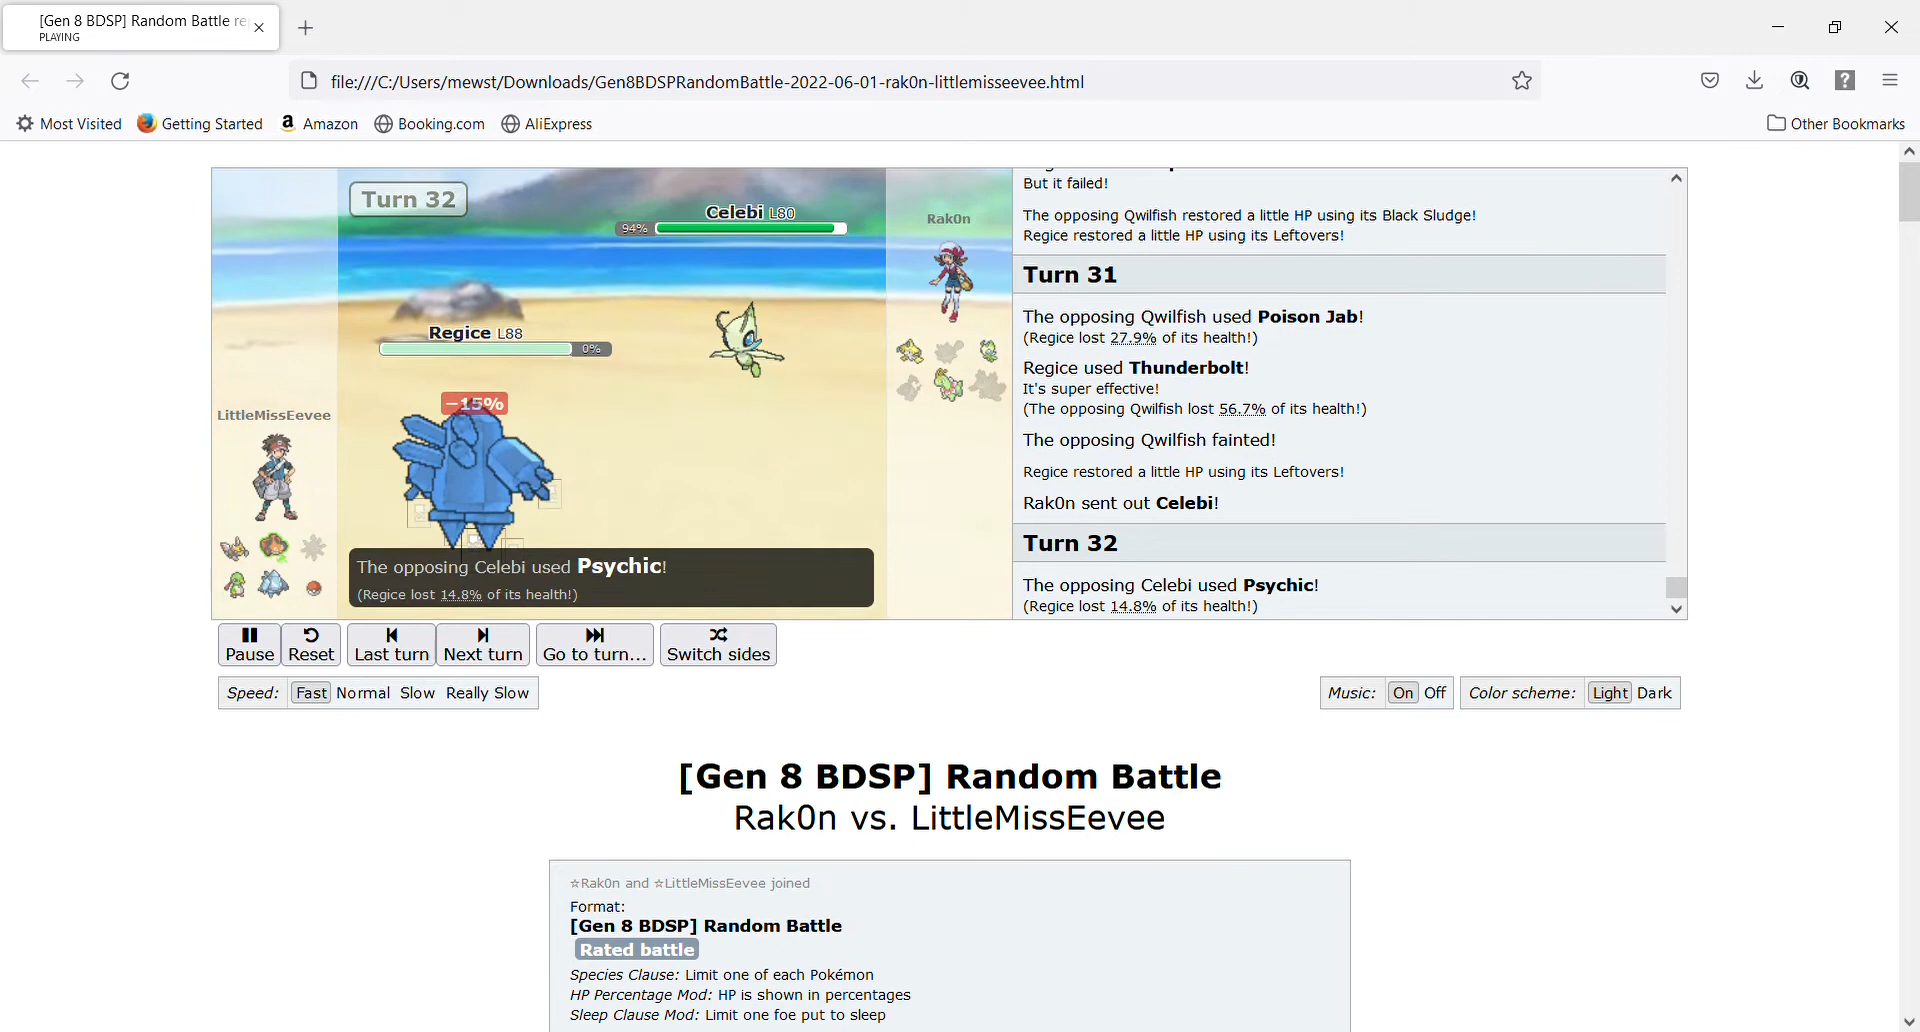 [Gen 8 BDSP] Random Battle re
PLAYING
file:///C:/Users/mewst/Downloads/Gen8BDSPRandomBattle-2022-06-01-rak0n-littlemisseevee.html
Most Visited
Getting Started
Amazon
Booking.com
AliExpress
Other Bookmarks
Turn 32
Celebi L80
94%
Rak0n
Regice L88
0%
−15%
LittleMissEevee
The opposing Celebi used Psychic!
(Regice lost 14.8% of its health!)
But it failed!
The opposing Qwilfish restored a little HP using its Black Sludge!
Regice restored a little HP using its Leftovers!
Turn 31
The opposing Qwilfish used Poison Jab!
(Regice lost 27.9% of its health!)
Regice used Thunderbolt!
It's super effective!
(The opposing Qwilfish lost 56.7% of its health!)
The opposing Qwilfish fainted!
Regice restored a little HP using its Leftovers!
Rak0n sent out Celebi!
Turn 32
The opposing Celebi used Psychic!
(Regice lost 14.8% of its health!)
Pause
Reset
Last turn
Next turn
Go to turn...
Switch sides
Speed: Fast Normal Slow Really Slow
Music: On Off
Color scheme: Light Dark
[Gen 8 BDSP] Random Battle
Rak0n vs. LittleMissEevee
☆Rak0n and ☆LittleMissEevee joined
Format:
[Gen 8 BDSP] Random Battle
Rated battle
Species Clause: Limit one of each Pokémon
HP Percentage Mod: HP is shown in percentages
Sleep Clause Mod: Limit one foe put to sleep